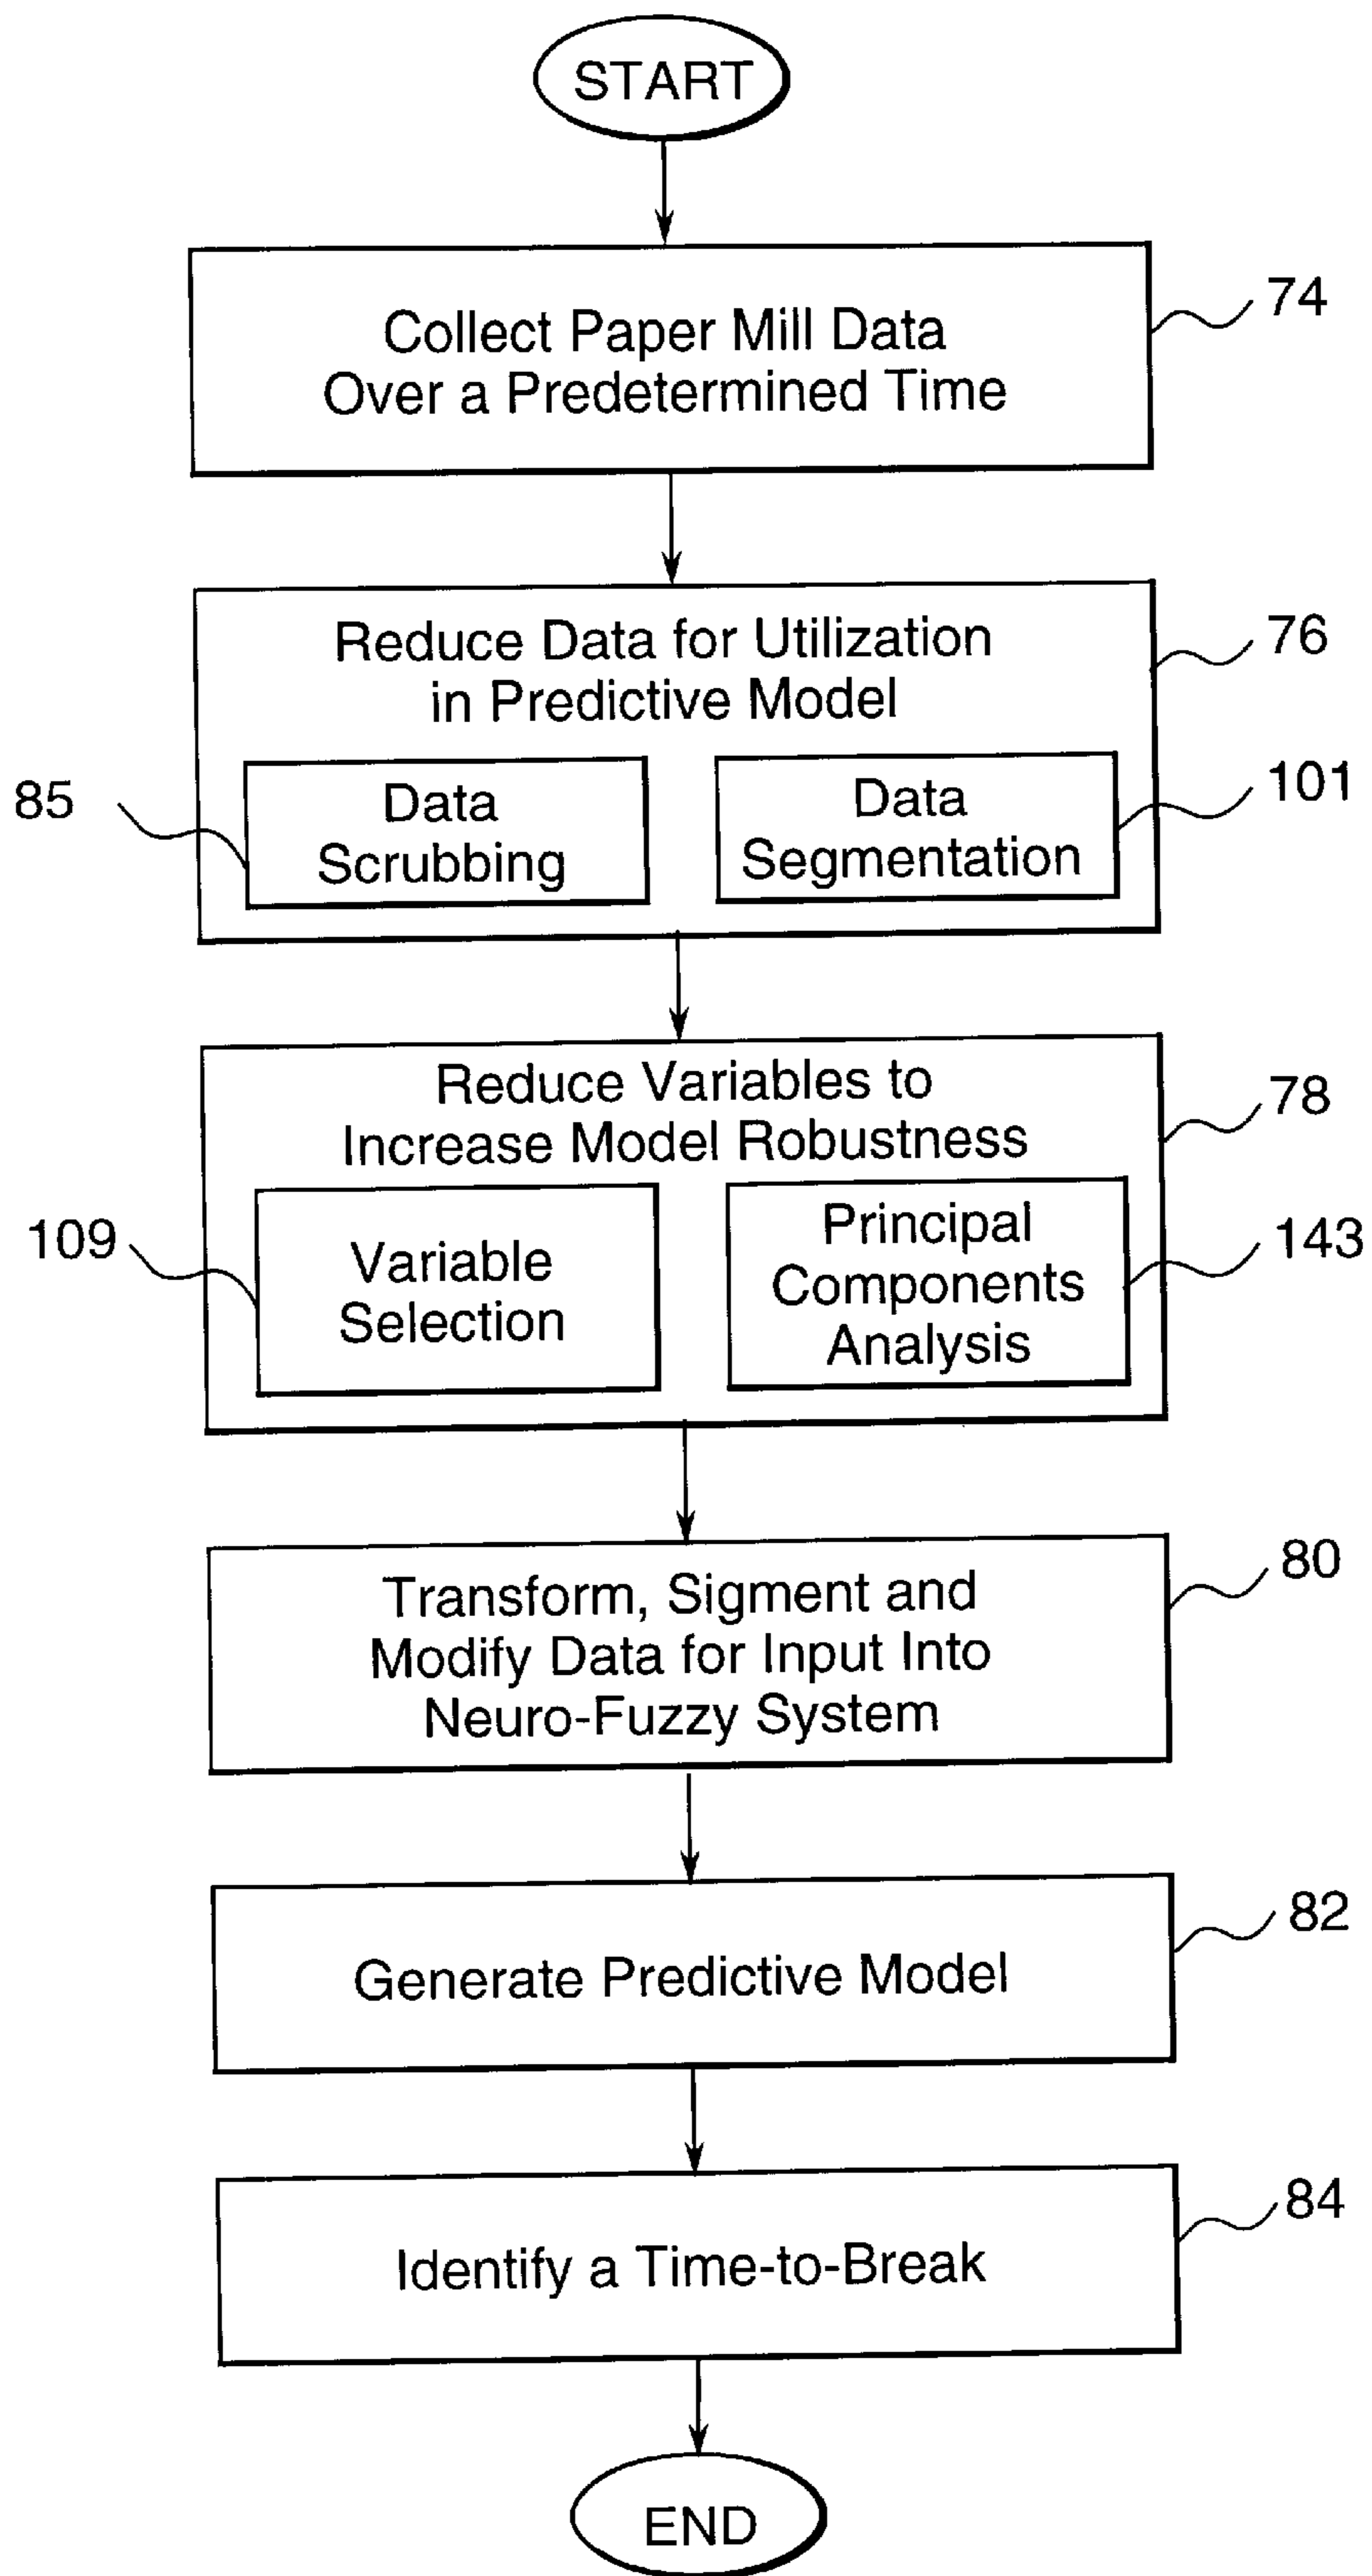 START
Collect Paper Mill Data
Over a Predetermined Time
74
Reduce Data for Utilization
in Predictive Model
76
85
Data
Scrubbing
Data
Segmentation
101
Reduce Variables to
Increase Model Robustness
78
109
Variable
Selection
Principal
Components
Analysis
143
Transform, Sigment and
Modify Data for Input Into
Neuro-Fuzzy System
80
Generate Predictive Model
82
Identify a Time-to-Break
84
END